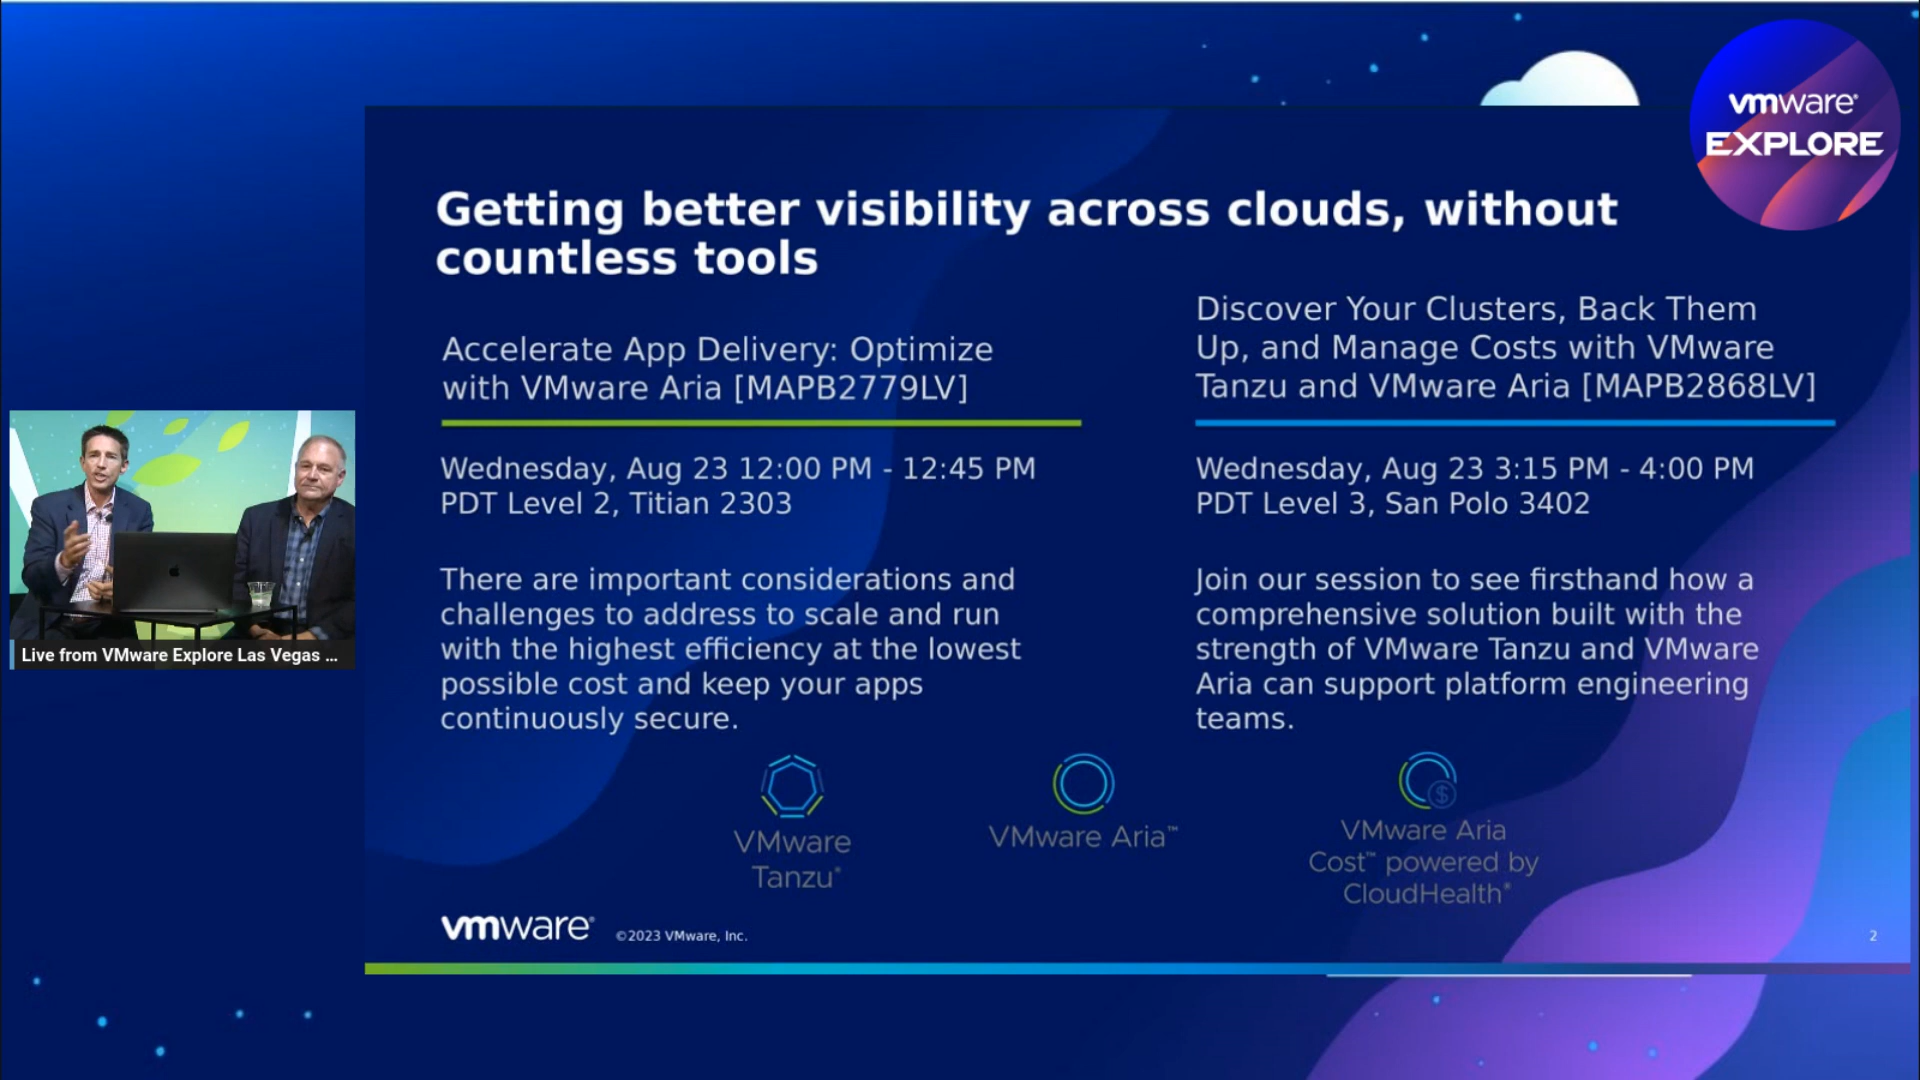 vmware®
EXPLORE
Getting better visibility across clouds, without
countless tools
Accelerate App Delivery: Optimize
with VMware Aria [MAPB2779LV]
Wednesday, Aug 23 12:00 PM - 12:45 PM
PDT Level 2, Titian 2303
There are important considerations and
challenges to address to scale and run
with the highest efficiency at the lowest
possible cost and keep your apps
continuously secure.
Discover Your Clusters, Back Them
Up, and Manage Costs with VMware
Tanzu and VMware Aria [MAPB2868LV]
Wednesday, Aug 23 3:15 PM - 4:00 PM
PDT Level 3, San Polo 3402
Join our session to see firsthand how a
comprehensive solution built with the
strength of VMware Tanzu and VMware
Aria can support platform engineering
teams.
Live from VMware Explore Las Vegas ...
VMware
Tanzu®
VMware Aria™
$
VMware Aria
Cost™ powered by
CloudHealth®
vmware®
©2023 VMware, Inc.
2